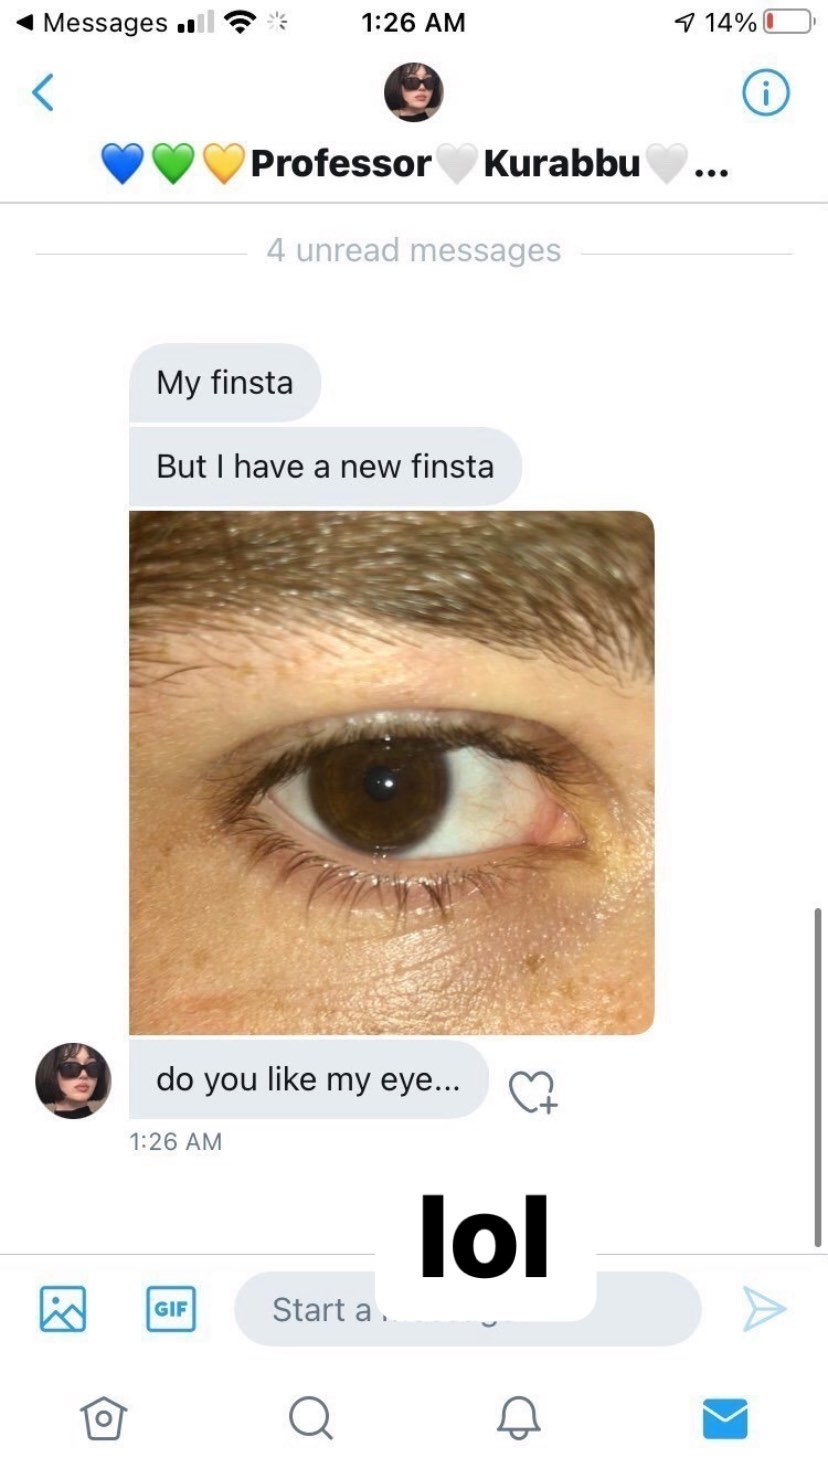 ◀ Messages 1:26 AM 14%
💙💚💛Professor🤍Kurabbu🤍...
4 unread messages
My finsta
But I have a new finsta
do you like my eye...
1:26 AM
lol
GIF Start a